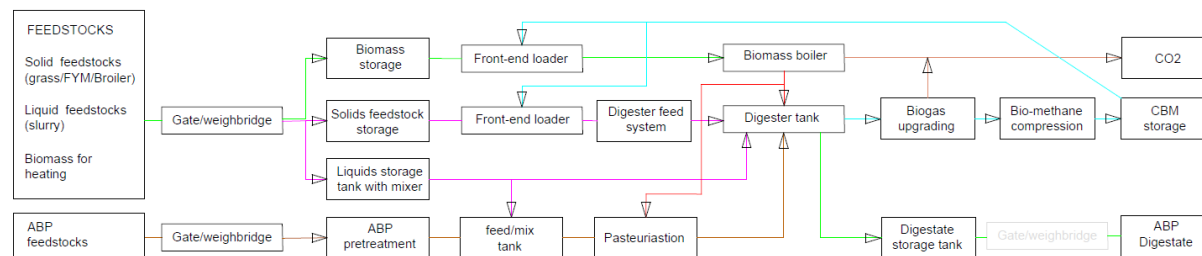 FEEDSTOCKS
Solid feedstocks
(grass/FYM/Broiler)
Liquid feedstocks
(slurry)
Biomass for
heating
Gate/weighbridge
Biomass
storage
Front-end loader
Biomass boiler
CO2
Solids feedstock
storage
Front-end loader
Digester feed
system
Digester tank
Biogas
upgrading
Bio-methane
compression
CBM
storage
Liquids storage
tank with mixer
ABP
feedstocks
Gate/weighbridge
ABP
pretreatment
feed/mix
tank
Pasteuriastion
Digestate
storage tank
Gate/weighbridge
ABP
Digestate